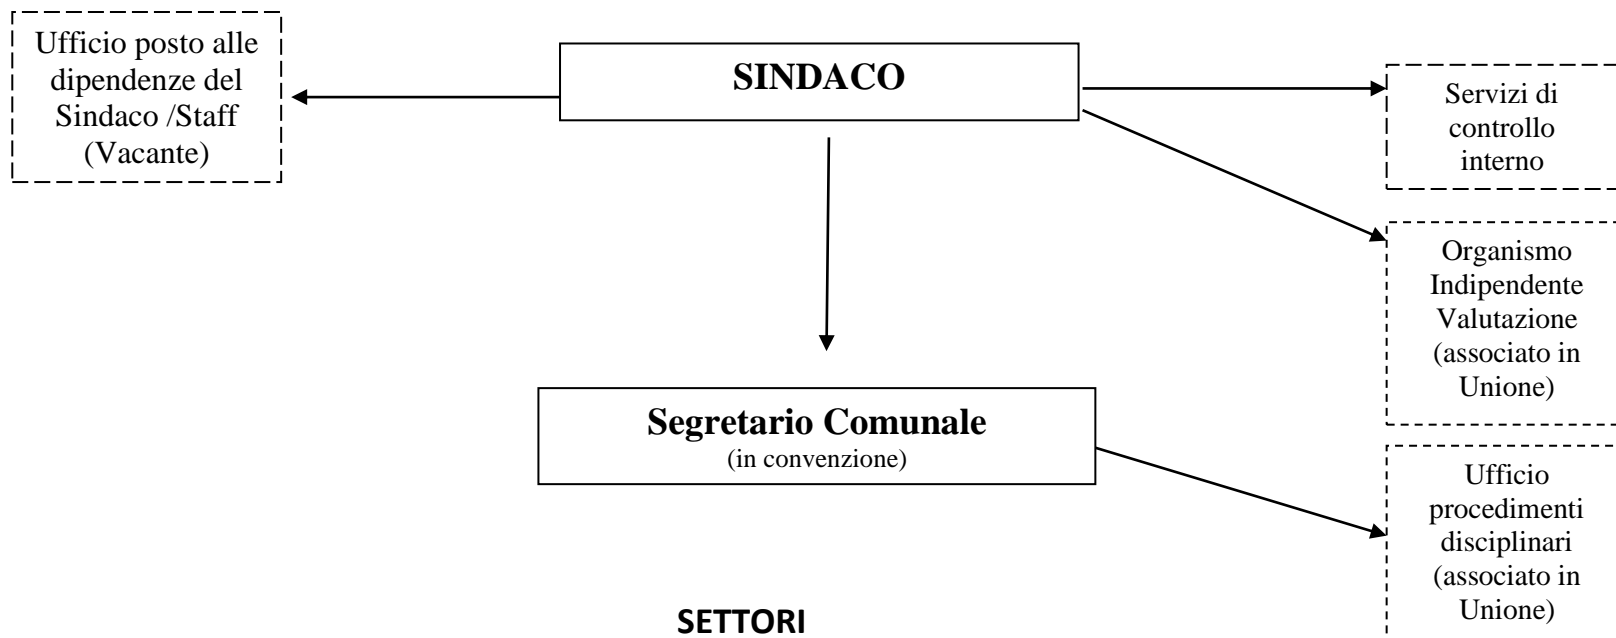 Ufficio posto alle
dipendenze del
Sindaco /Staff
(Vacante)
SINDACO
Servizi di
controllo
interno
Organismo
Indipendente
Valutazione
(associato in
Unione)
Segretario Comunale
(in convenzione)
Ufficio
procedimenti
disciplinari
(associato in
Unione)
SETTORI